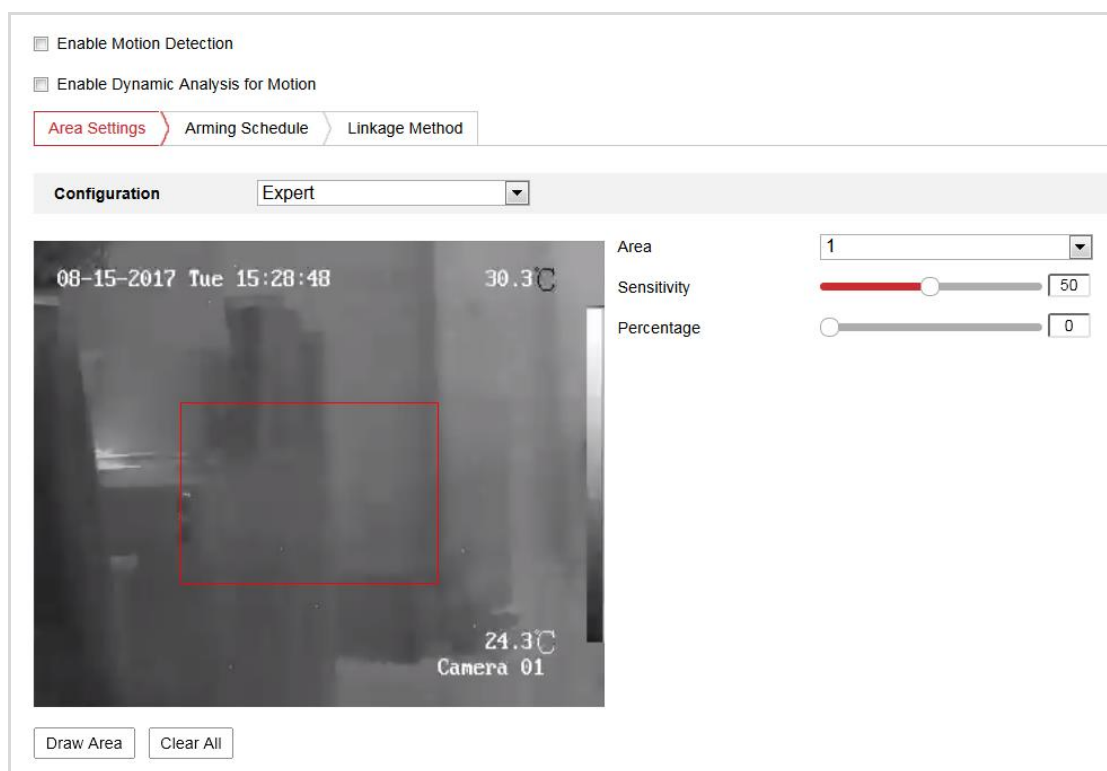 Enable Motion Detection
Enable Dynamic Analysis for Motion
Area Settings Arming Schedule Linkage Method
Configuration Expert
08-15-2017 Tue 15:28:48 30.3℃
24.3℃
Camera 01
Area 1
Sensitivity 50
Percentage 0
Draw Area Clear All